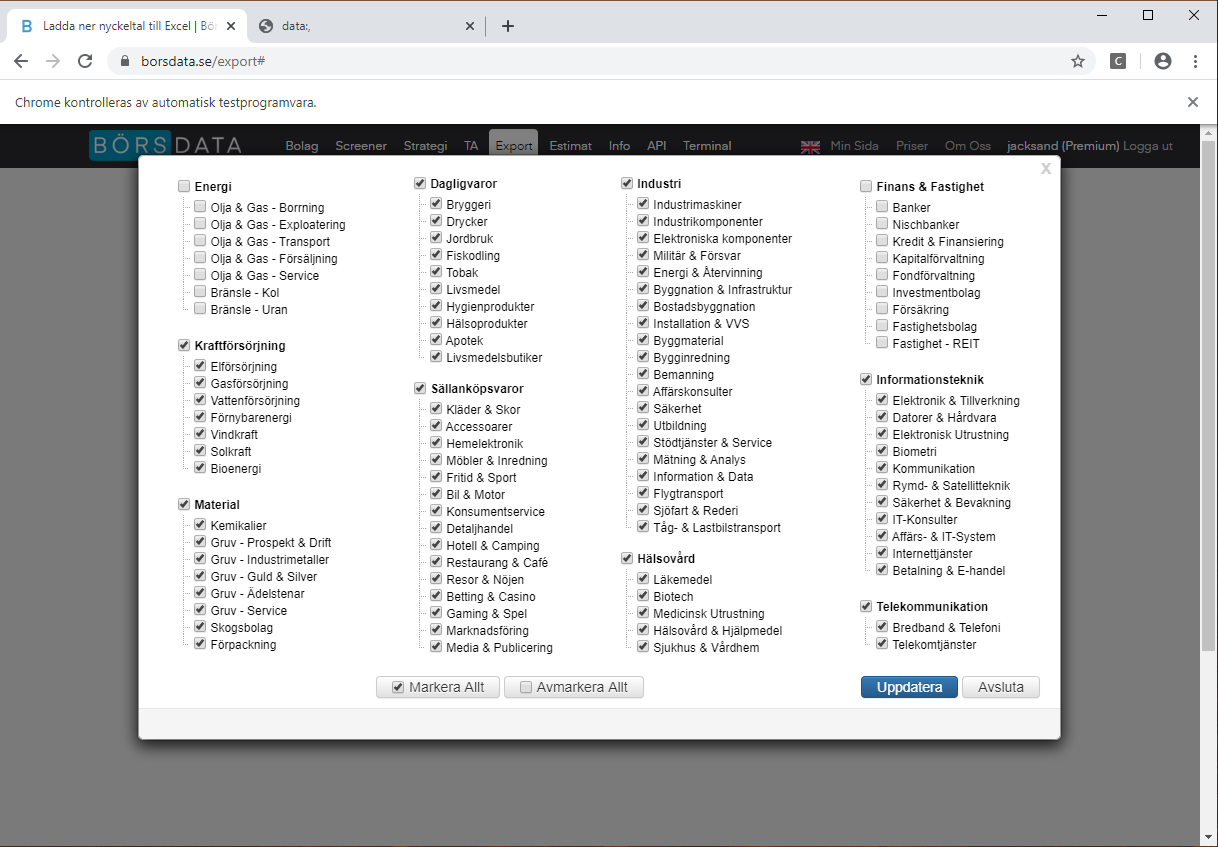 Ladda ner nyckeltal till Excel | Bör
data:,
borsdata.se/export#
Chrome kontrolleras av automatisk testprogramvara.
BÖRSDATA
Bolag Screener Strategi TA Export Estimat Info API Terminal Min Sida Priser Om Oss jacksand (Premium) Logga ut
X
Energi
Olja & Gas - Borrning
Olja & Gas - Exploatering
Olja & Gas - Transport
Olja & Gas - Försäljning
Olja & Gas - Service
Bränsle - Kol
Bränsle - Uran
Kraftförsörjning
Elförsörjning
Gasförsörjning
Vattenförsörjning
Förnybarenergi
Vindkraft
Solkraft
Bioenergi
Material
Kemikalier
Gruv - Prospekt & Drift
Gruv - Industrimetaller
Gruv - Guld & Silver
Gruv - Ädelstenar
Gruv - Service
Skogsbolag
Förpackning
Dagligvaror
Bryggeri
Drycker
Jordbruk
Fiskodling
Tobak
Livsmedel
Hygienprodukter
Hälsoprodukter
Apotek
Livsmedelsbutiker
Sällanköpsvaror
Kläder & Skor
Accessoarer
Hemelektronik
Möbler & Inredning
Fritid & Sport
Bil & Motor
Konsumentservice
Detaljhandel
Hotell & Camping
Restaurang & Café
Resor & Nöjen
Betting & Casino
Gaming & Spel
Marknadsföring
Media & Publicering
Industri
Industrimaskiner
Industrikomponenter
Elektroniska komponenter
Militär & Försvar
Energi & Återvinning
Byggnation & Infrastruktur
Bostadsbyggnation
Installation & VVS
Byggmaterial
Bygginredning
Bemanning
Affärskonsulter
Säkerhet
Utbildning
Stödtjänster & Service
Mätning & Analys
Information & Data
Flygtransport
Sjöfart & Rederi
Tåg- & Lastbilstransport
Hälsovård
Läkemedel
Biotech
Medicinsk Utrustning
Hälsovård & Hjälpmedel
Sjukhus & Vårdhem
Finans & Fastighet
Banker
Nischbanker
Kredit & Finansiering
Kapitalförvaltning
Fondförvaltning
Investmentbolag
Försäkring
Fastighetsbolag
Fastighet - REIT
Informationsteknik
Elektronik & Tillverkning
Datorer & Hårdvara
Elektronisk Utrustning
Biometri
Kommunikation
Rymd- & Satellitteknik
Säkerhet & Bevakning
IT-Konsulter
Affärs- & IT-System
Internettjänster
Betalning & E-handel
Telekommunikation
Bredband & Telefoni
Telekomtjänster
Markera Allt Avmarkera Allt Uppdatera Avsluta